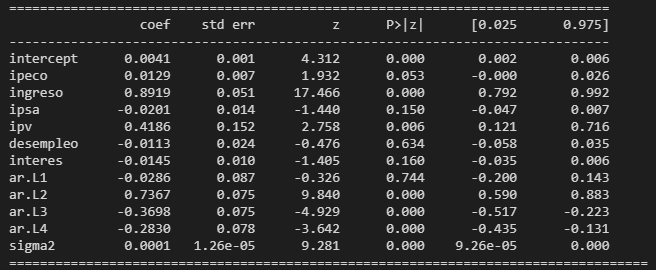 ==============================================================================
                 coef    std err          z      P>|z|      [0.025      0.975]
------------------------------------------------------------------------------
intercept      0.0041      0.001      4.312      0.000       0.002       0.006
ipeco          0.0129      0.007      1.932      0.053      -0.000       0.026
ingreso        0.8919      0.051     17.466      0.000       0.792       0.992
ipsa          -0.0201      0.014     -1.440      0.150      -0.047       0.007
ipv            0.4186      0.152      2.758      0.006       0.121       0.716
desempleo     -0.0113      0.024     -0.476      0.634      -0.058       0.035
interes       -0.0145      0.010     -1.405      0.160      -0.035       0.006
ar.L1         -0.0286      0.087     -0.326      0.744      -0.200       0.143
ar.L2          0.7367      0.075      9.840      0.000       0.590       0.883
ar.L3         -0.3698      0.075     -4.929      0.000      -0.517      -0.223
ar.L4         -0.2830      0.078     -3.642      0.000      -0.435      -0.131
sigma2         0.0001   1.26e-05      9.281      0.000    9.26e-05       0.000
===================================================================================